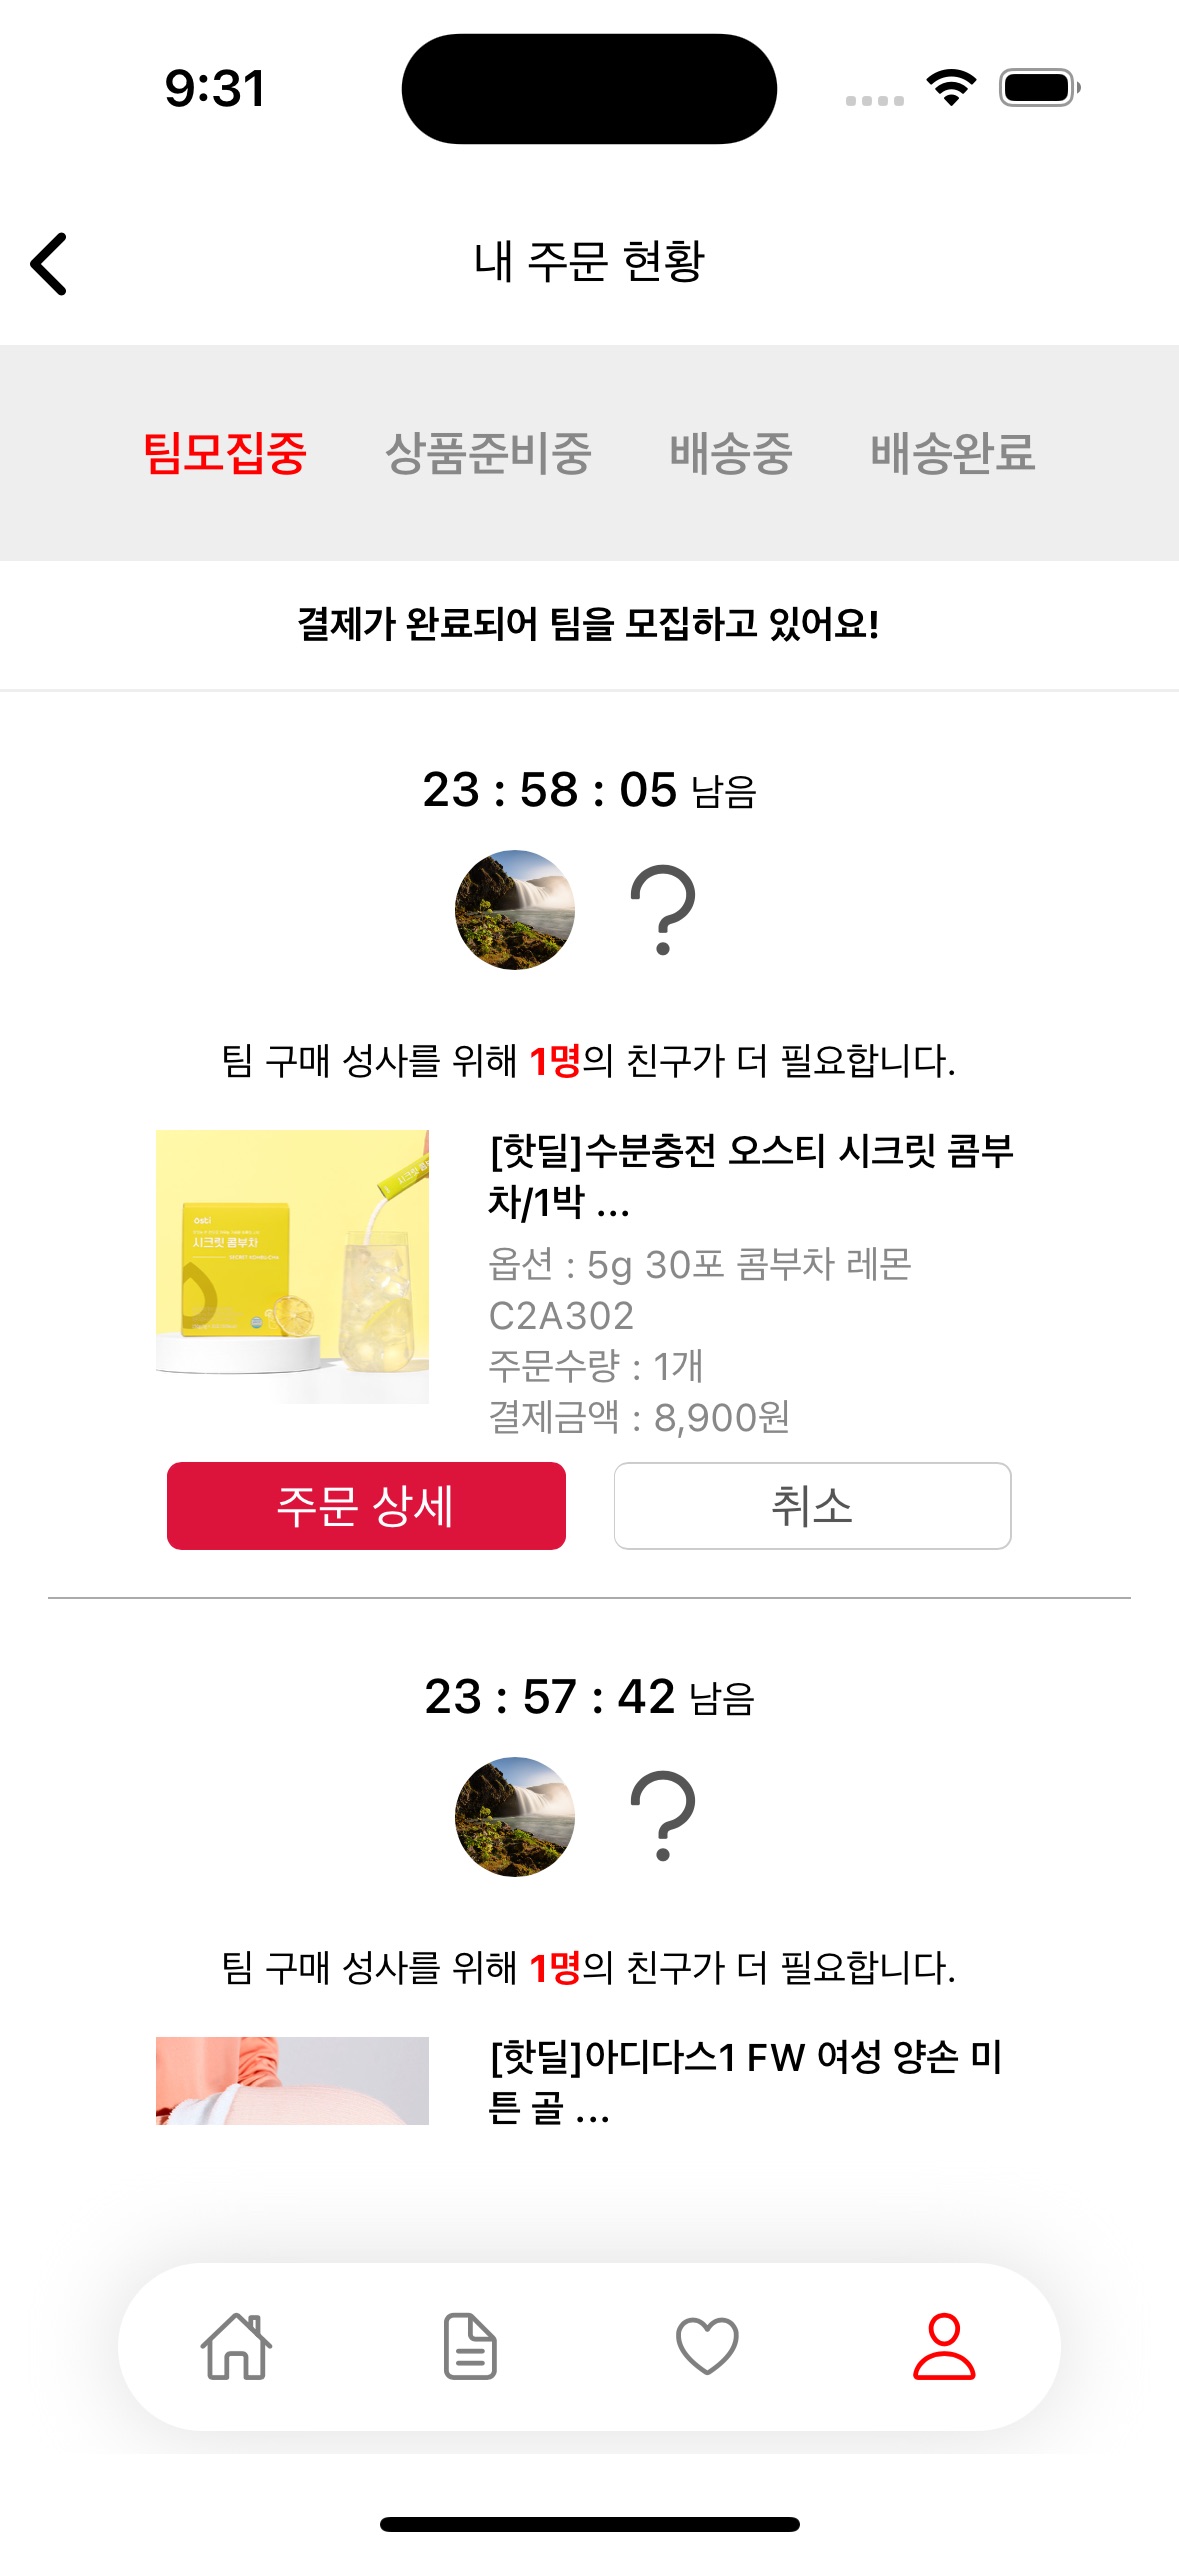 9:31
내 주문 현황
팀모집중 상품준비중 배송중 배송완료
결제가 완료되어 팀을 모집하고 있어요!
23 : 58 : 05 남음
팀 구매 성사를 위해 1명의 친구가 더 필요합니다.
[핫딜]수분충전 오스티 시크릿 콤부
차/1박 ...
옵션 : 5g 30포 콤부차 레몬
C2A302
주문수량 : 1개
결제금액 : 8,900원
osti
시크릿 콤부차
주문 상세 취소
23 : 57 : 42 남음
팀 구매 성사를 위해 1명의 친구가 더 필요합니다.
[핫딜]아디다스1 FW 여성 양손 미
튼 골 ...